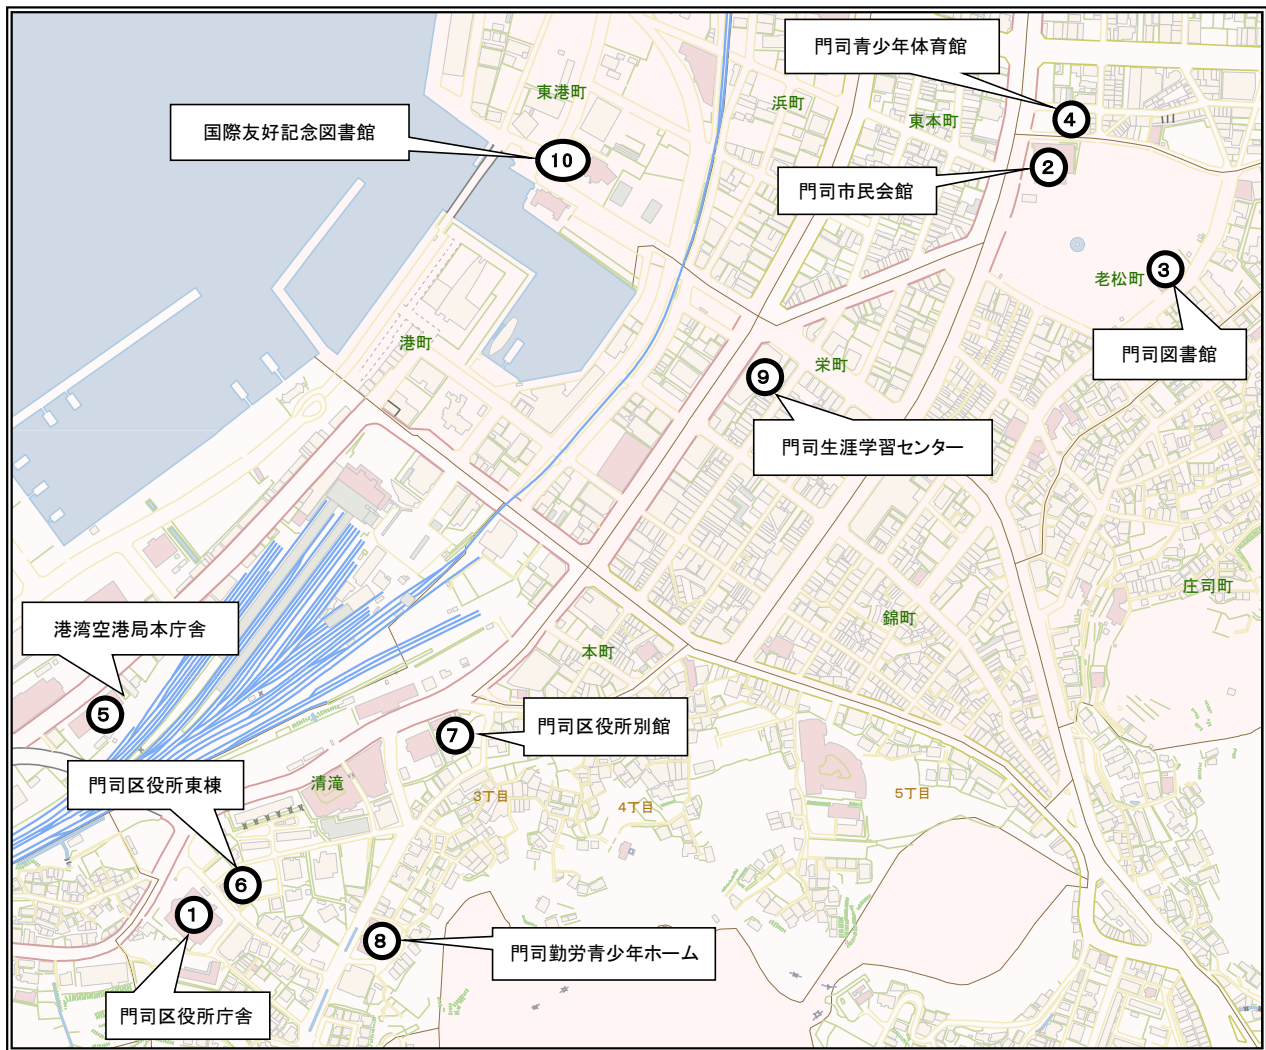 門司青少年体育館
東港町
浜町
東本町
④
国際友好記念図書館
⑩
②
門司市民会館
③
老松町
港町
門司図書館
栄町
⑨
門司生涯学習センター
庄司町
錦町
港湾空港局本庁舎
本町
⑤
門司区役所別館
⑦
門司区役所東棟
清滝
3丁目
4丁目
5丁目
⑥
①
⑧
門司勤労青少年ホーム
門司区役所庁舎